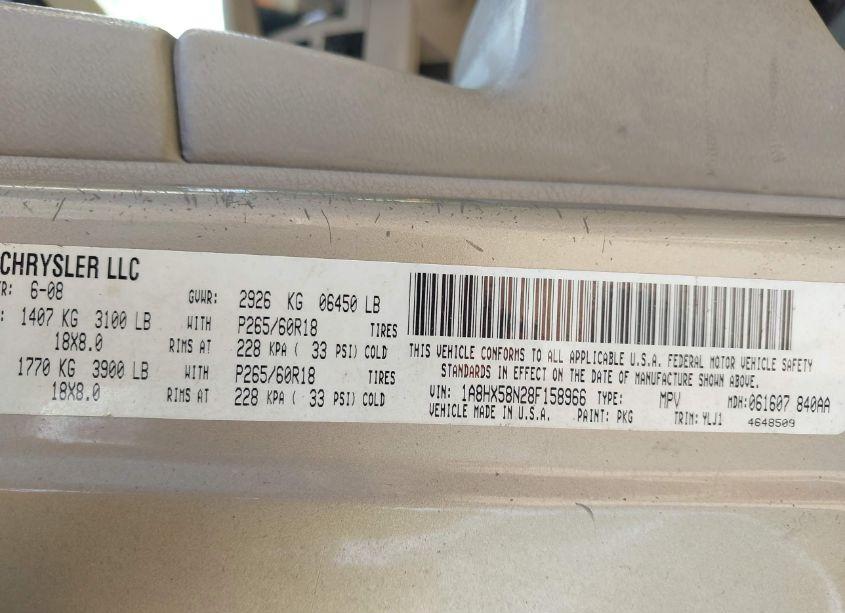 CHRYSLER LLC
TR: 6-08 GVWR: 2926 KG 06450 LB
: 1407 KG 3100 LB WITH P265/60R18 TIRES
18X8.0 RIMS AT 228 KPA ( 33 PSI) COLD
1770 KG 3900 LB WITH P265/60R18 TIRES
18X8.0 RIMS AT 228 KPA ( 33 PSI) COLD
THIS VEHICLE CONFORMS TO ALL APPLICABLE U.S.A. FEDERAL MOTOR VEHICLE SAFETY
STANDARDS IN EFFECT ON THE DATE OF MANUFACTURE SHOWN ABOVE.
VIN: 1A8HX58N28F158966 TYPE: MPV MDH:061607 840AA
VEHICLE MADE IN U.S.A. PAINT: PKG TRIM:YLJ1 4648509